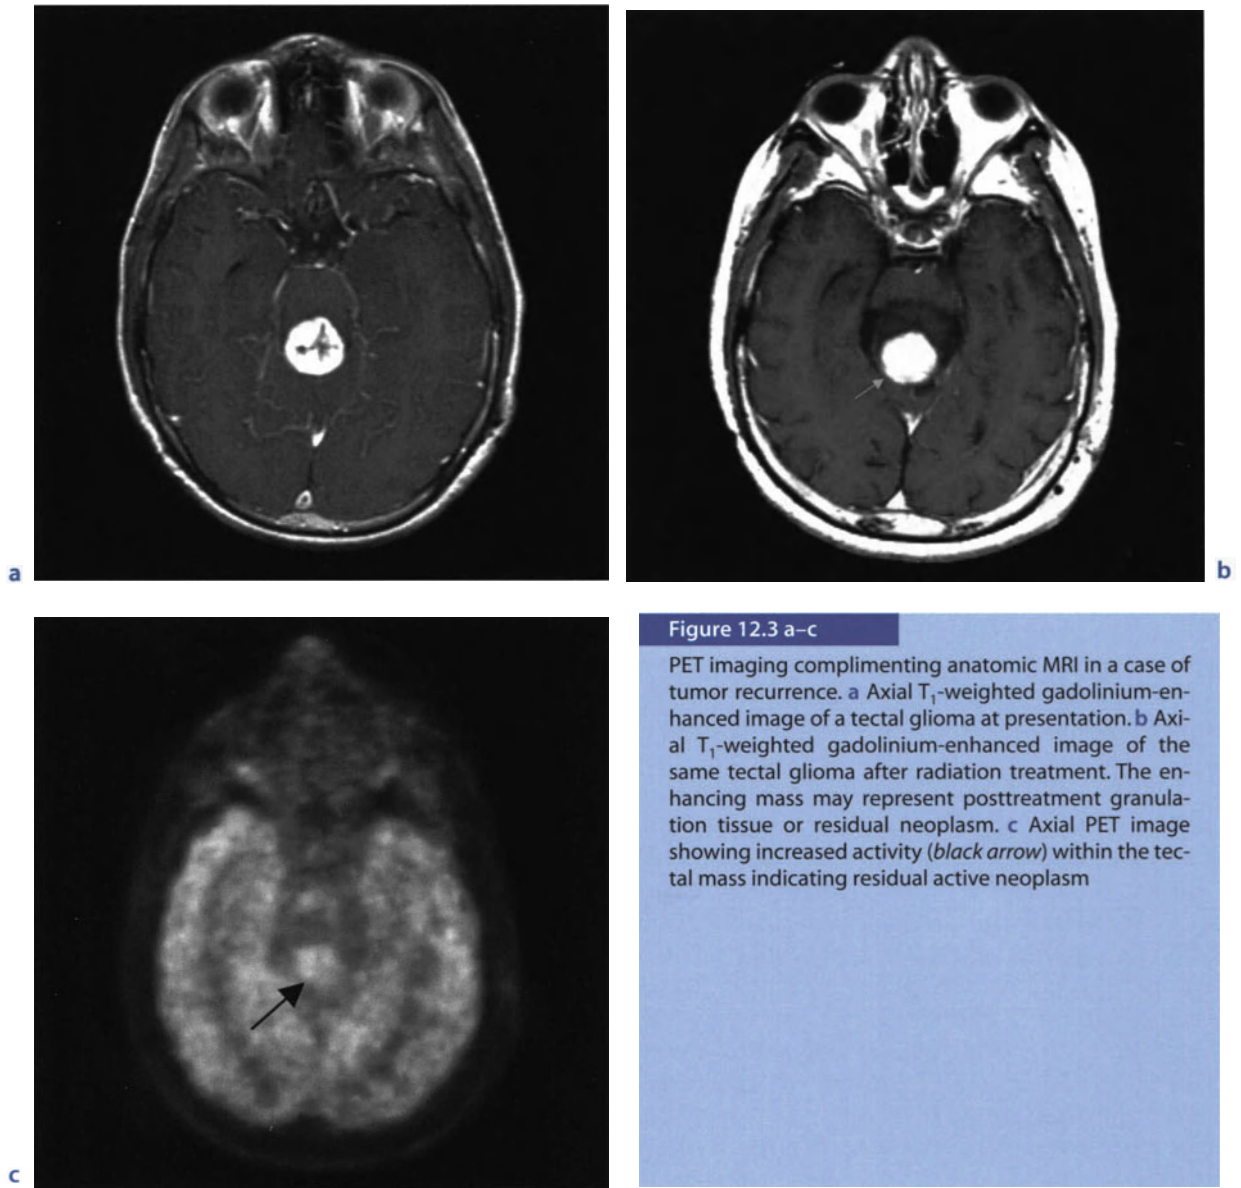 a
b
c
Figure 12.3 a–c
PET imaging complimenting anatomic MRI in a case of
tumor recurrence. a Axial T₁-weighted gadolinium-en-
hanced image of a tectal glioma at presentation. b Axi-
al T₁-weighted gadolinium-enhanced image of the
same tectal glioma after radiation treatment. The en-
hancing mass may represent posttreatment granula-
tion tissue or residual neoplasm. c Axial PET image
showing increased activity (black arrow) within the tec-
tal mass indicating residual active neoplasm